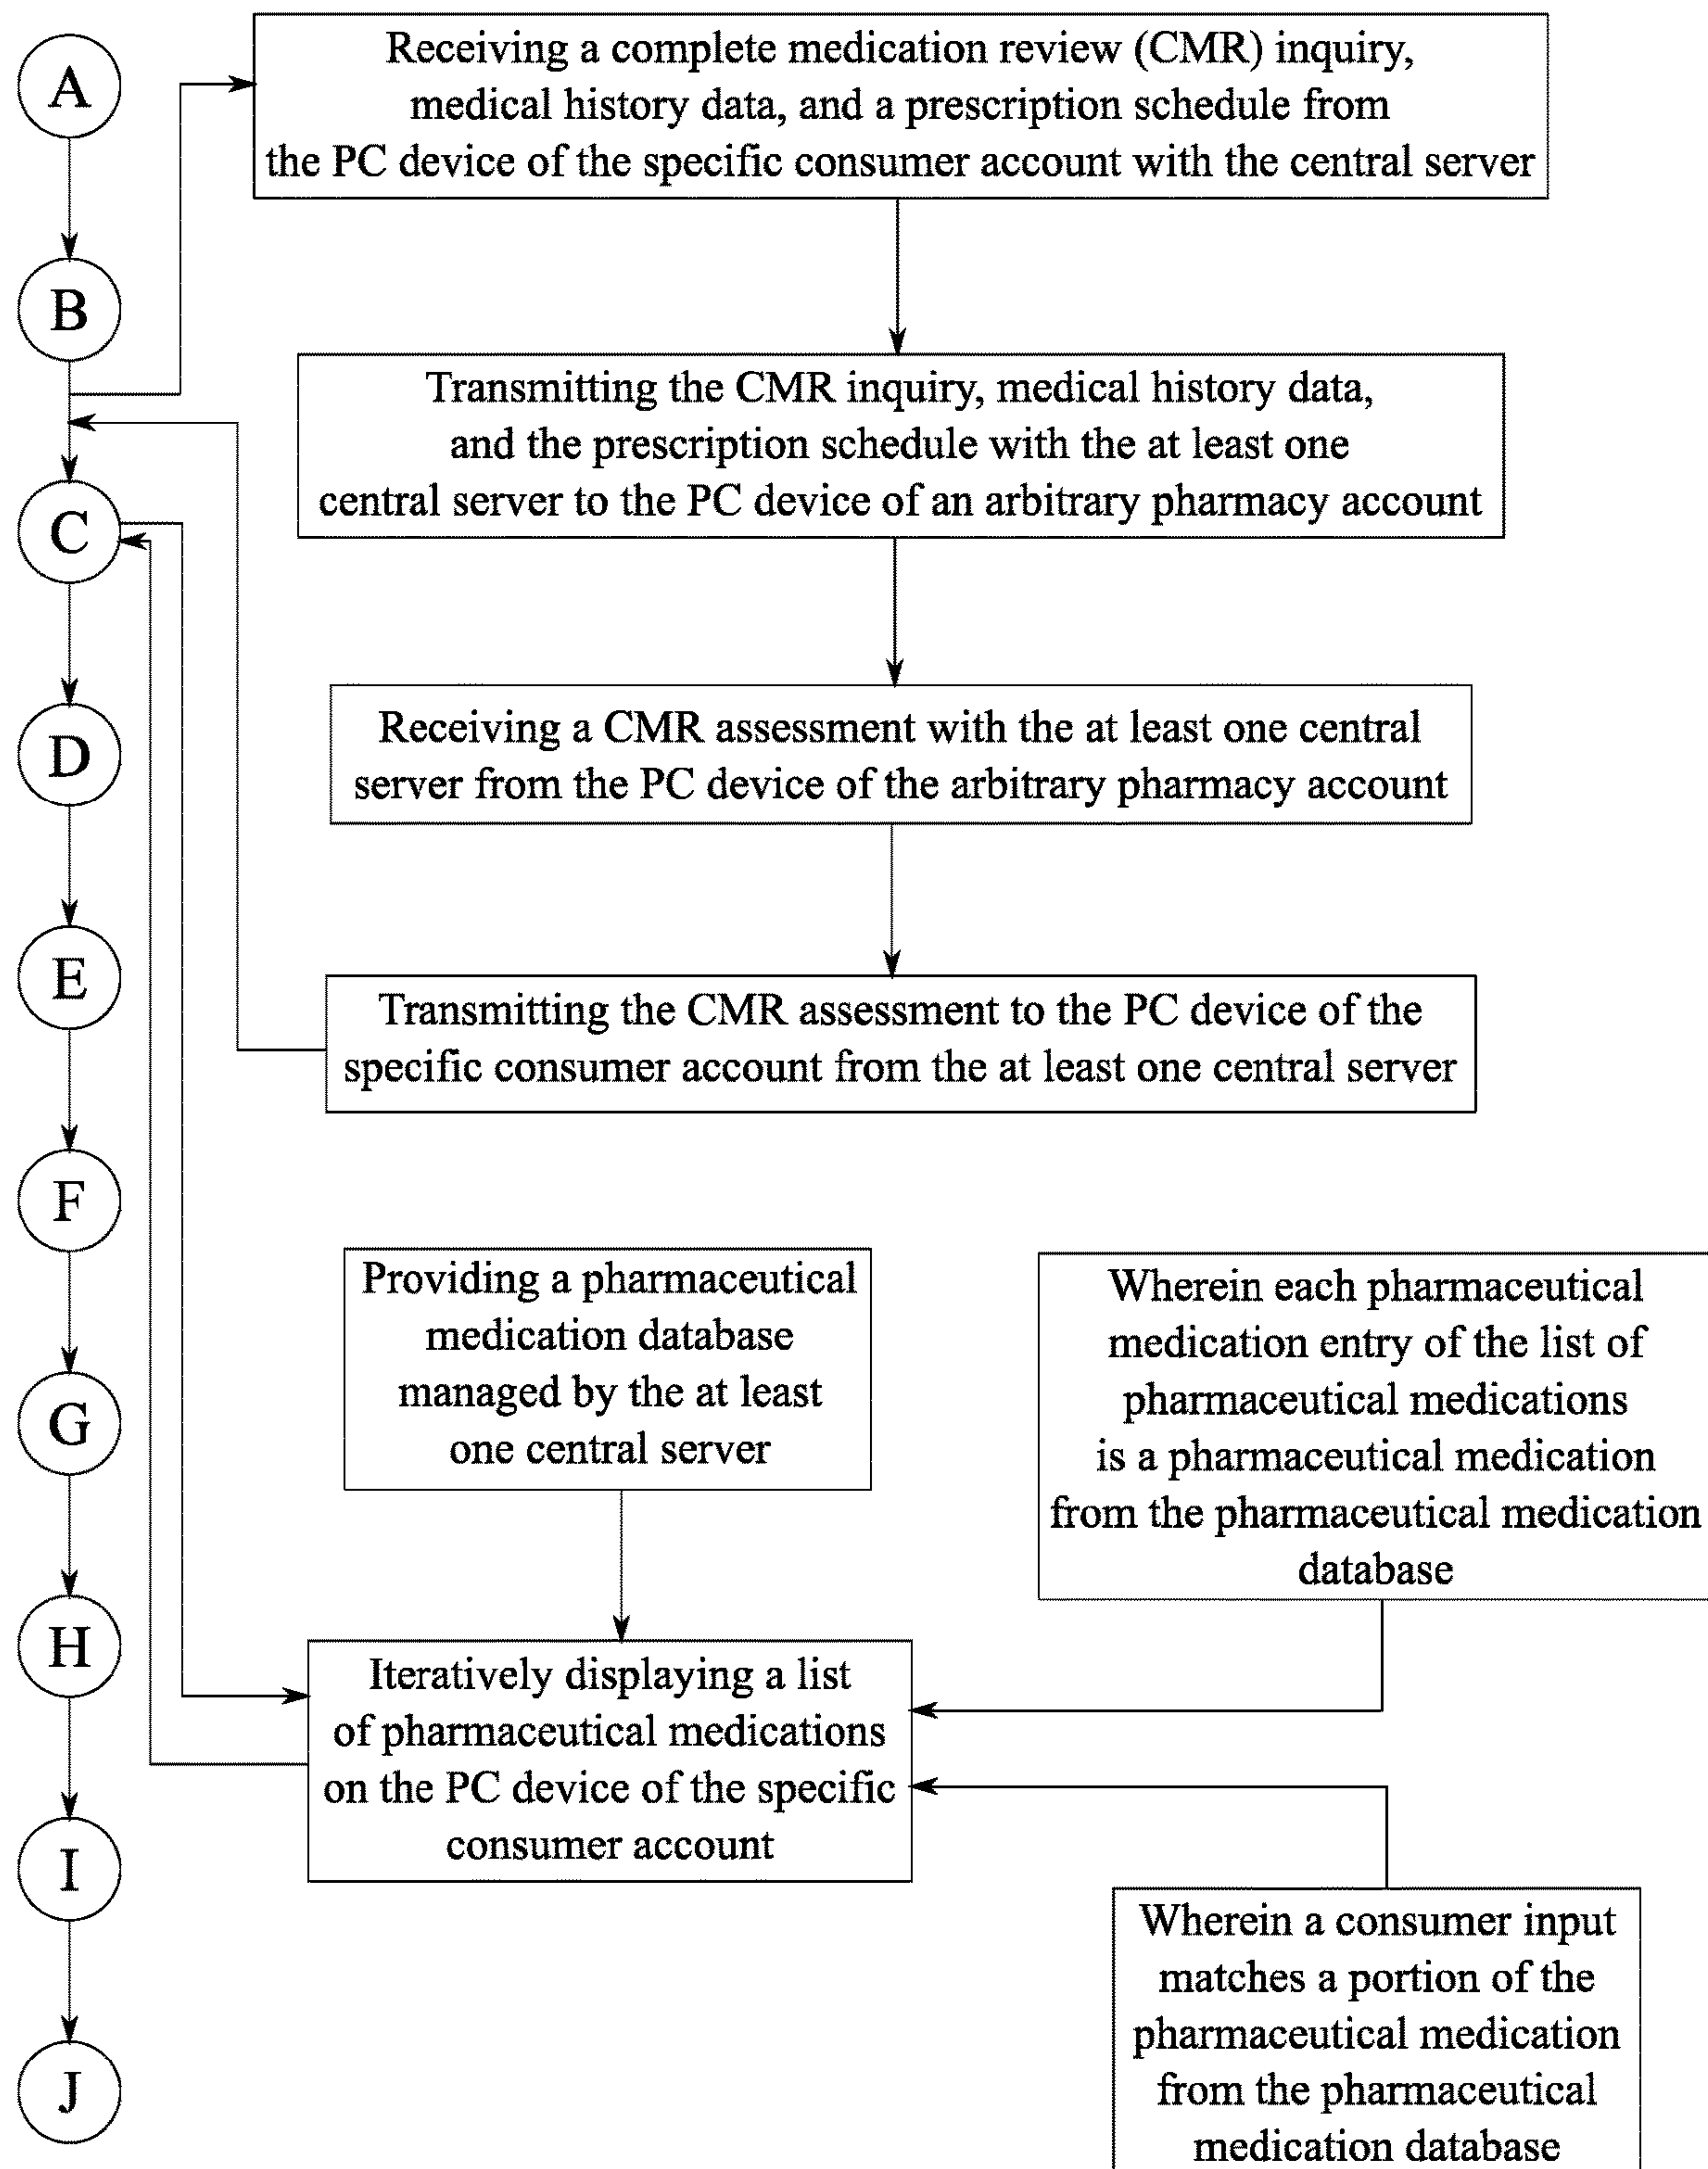 A
B
C
D
E
F
G
H
I
J
Receiving a complete medication review (CMR) inquiry,
medical history data, and a prescription schedule from
the PC device of the specific consumer account with the central server
Transmitting the CMR inquiry, medical history data,
and the prescription schedule with the at least one
central server to the PC device of an arbitrary pharmacy account
Receiving a CMR assessment with the at least one central
server from the PC device of the arbitrary pharmacy account
Transmitting the CMR assessment to the PC device of the
specific consumer account from the at least one central server
Providing a pharmaceutical
medication database
managed by the at least
one central server
Wherein each pharmaceutical
medication entry of the list of
pharmaceutical medications
is a pharmaceutical medication
from the pharmaceutical medication
database
Iteratively displaying a list
of pharmaceutical medications
on the PC device of the specific
consumer account
Wherein a consumer input
matches a portion of the
pharmaceutical medication
from the pharmaceutical
medication database